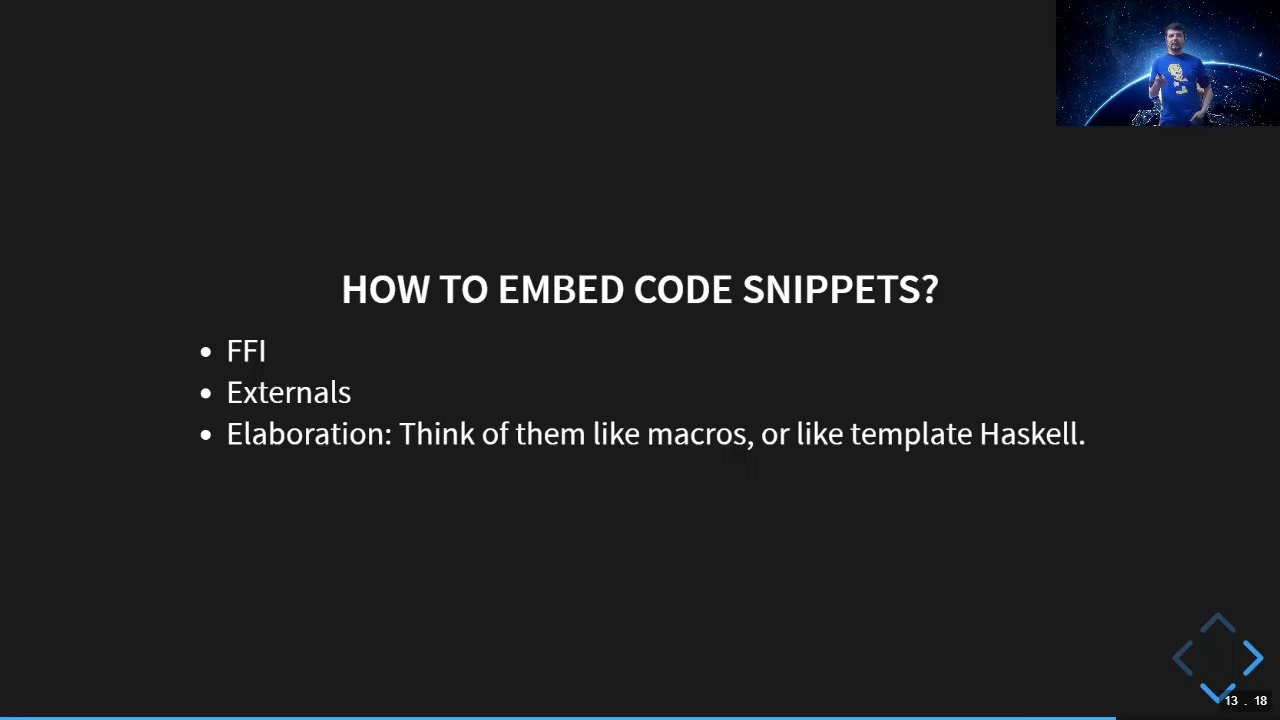 HOW TO EMBED CODE SNIPPETS?
FFI
Externals
Elaboration: Think of them like macros, or like template Haskell.
13 . 18